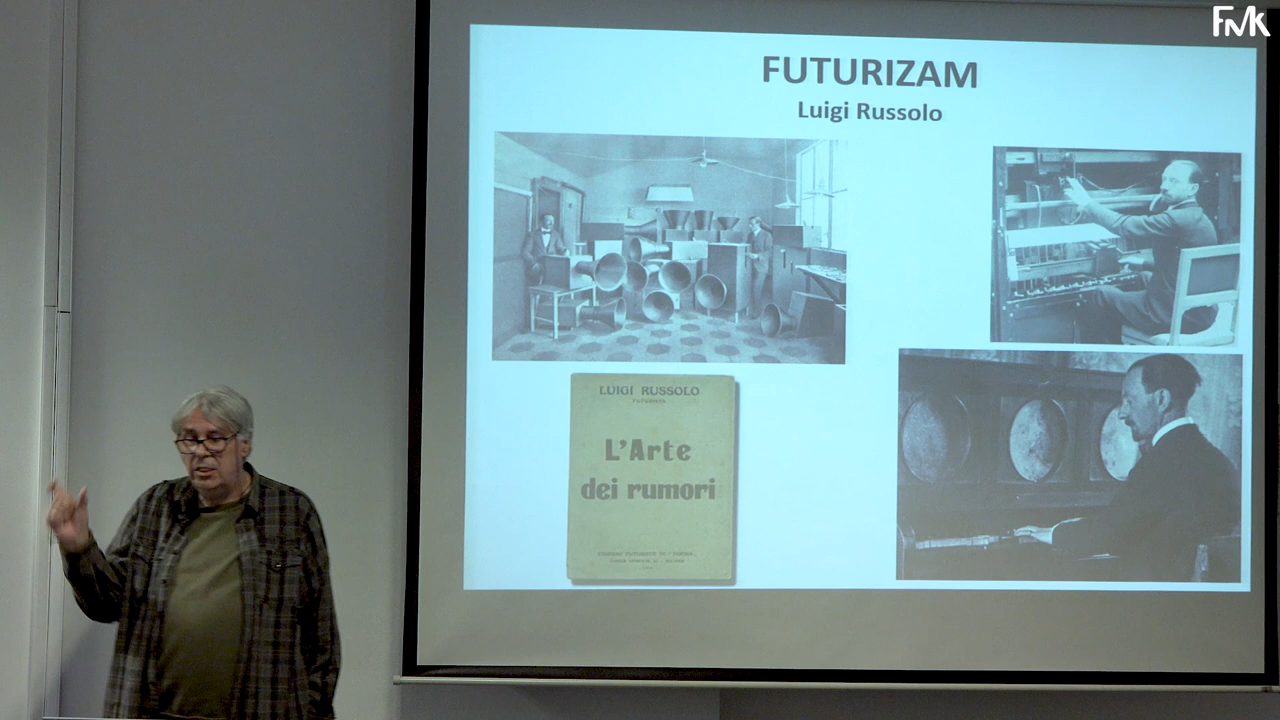 FMK
FUTURIZAM
Luigi Russolo
LUIGI RUSSOLO
FUTURISTA
L'Arte
dei rumori